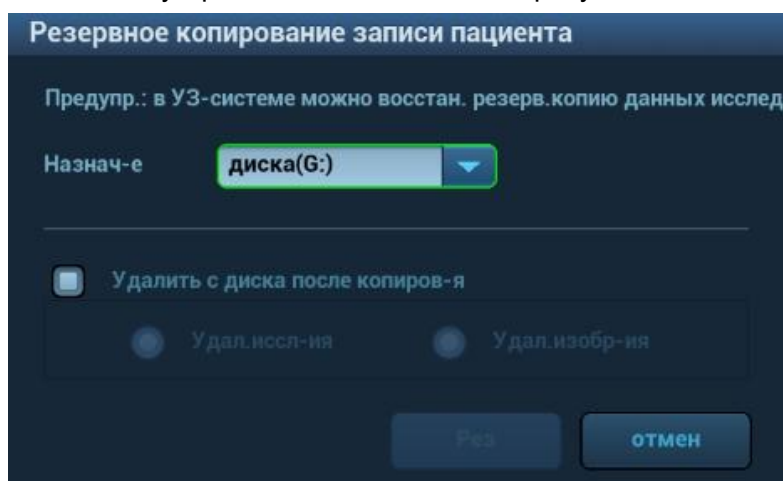 Резервное копирование записи пациента
Предупр.: в УЗ-системе можно восстан. резерв.копию данных исслед
Назнач-е диска(G:)
Удалить с диска после копиров-я
Удал.иссл-ия Удал.изобр-ия
Рез отмен